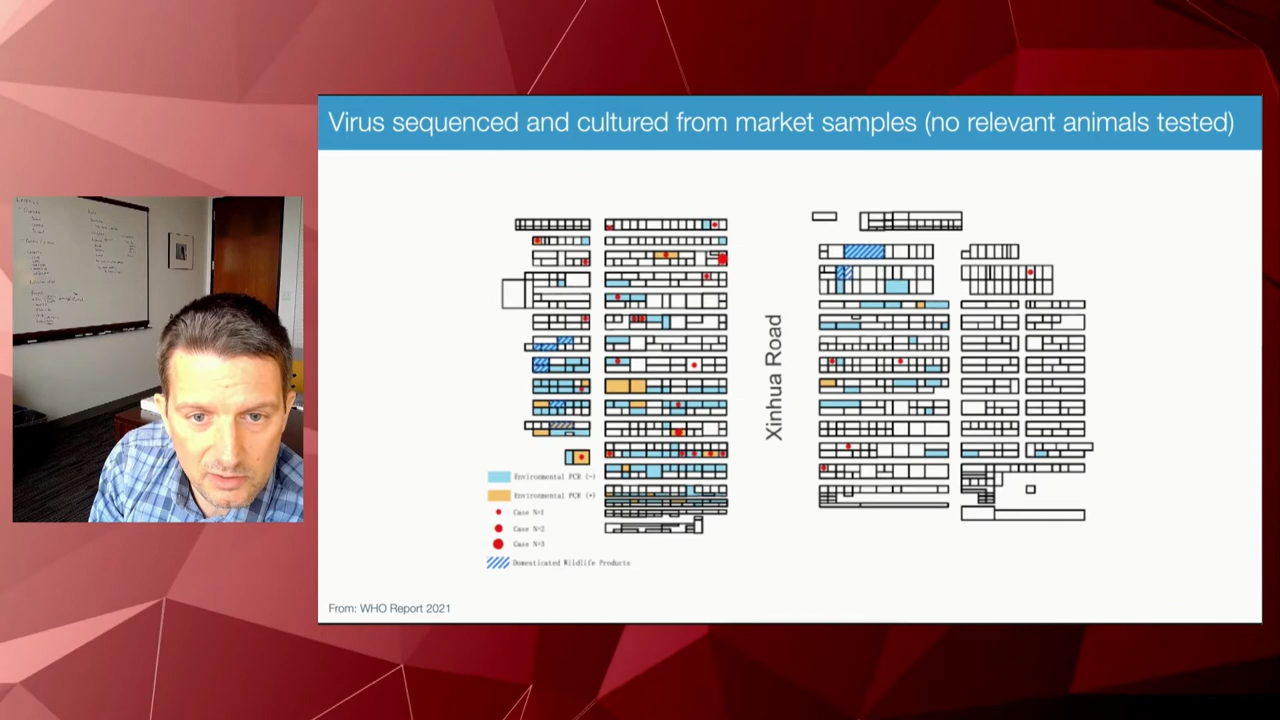 Virus sequenced and cultured from market samples (no relevant animals tested)
Xinhua Road
Environmental PCR (-)
Environmental PCR (+)
Case N=1
Case N=2
Case N=3
Domesticated Wildlife Products
From: WHO Report 2021